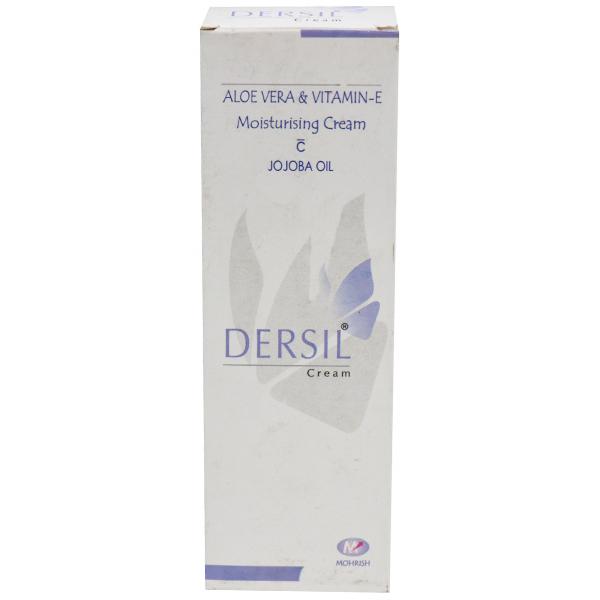 DERSIL
Cream
ALOE VERA & VITAMIN-E
Moisturising Cream
c̄
JOJOBA OIL
DERSIL®
Cream
M
MOHRISH